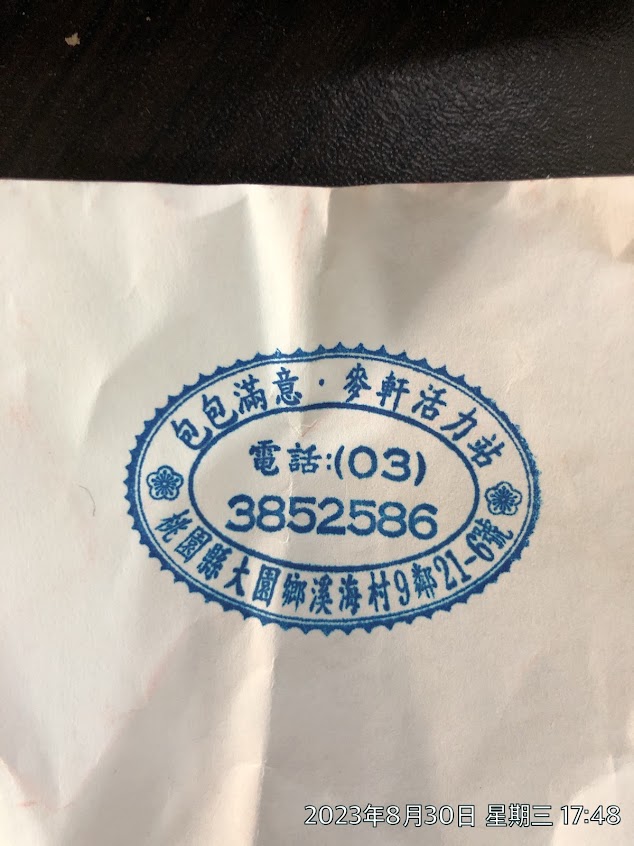 包包滿意·麥軒活力站
電話:(03)
3852586
桃園縣大園鄉溪海村9鄰21-6號
2023年8月30日 星期三 17:48